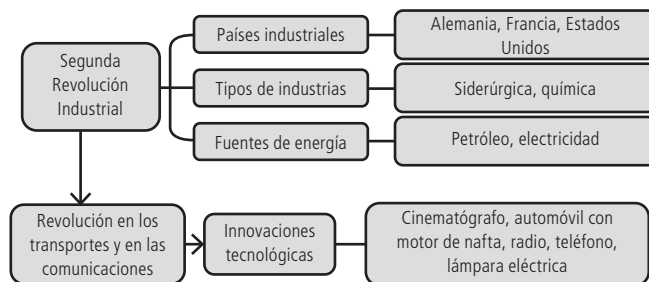 Segunda
Revolución
Industrial
Países industriales
Alemania, Francia, Estados
Unidos
Tipos de industrias
Siderúrgica, química
Fuentes de energía
Petróleo, electricidad
Revolución en los
transportes y en las
comunicaciones
Innovaciones
tecnológicas
Cinematógrafo, automóvil con
motor de nafta, radio, teléfono,
lámpara eléctrica